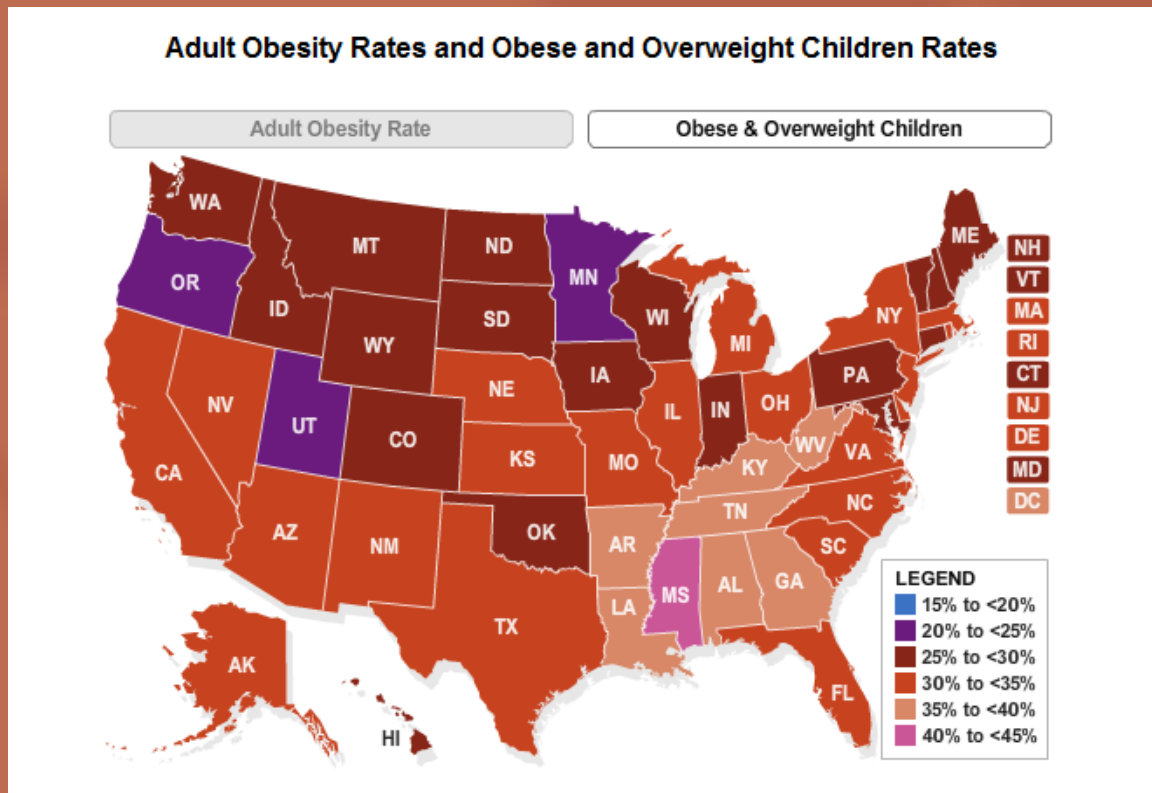 Adult Obesity Rates and Obese and Overweight Children Rates
Adult Obesity Rate
Obese & Overweight Children
WA
MT
ND
MN
ME
OR
ID
SD
WI
NY
WY
MI
IA
PA
NE
NV
UT
CO
IL
IN
OH
KS
MO
WV
VA
CA
KY
NC
TN
AZ
NM
OK
AR
SC
MS
AL
GA
LA
TX
AK
FL
HI
NH
VT
MA
RI
CT
NJ
DE
MD
DC
LEGEND
15% to <20%
20% to <25%
25% to <30%
30% to <35%
35% to <40%
40% to <45%